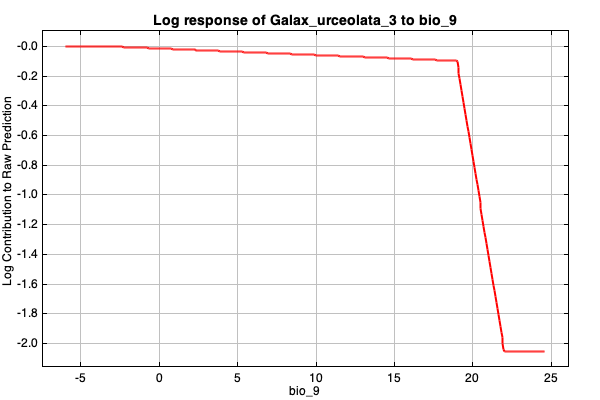 Log response of Galax_urceolata_3 to bio_9
Log Contribution to Raw Prediction
-0.0
-0.2
-0.4
-0.6
-0.8
-1.0
-1.2
-1.4
-1.6
-1.8
-2.0
-5 0 5 10 15 20 25
bio_9